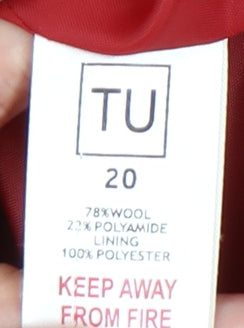 TU
20
78%WOOL
22% POLYAMIDE
LINING
100% POLYESTER
KEEP AWAY
FROM FIRE